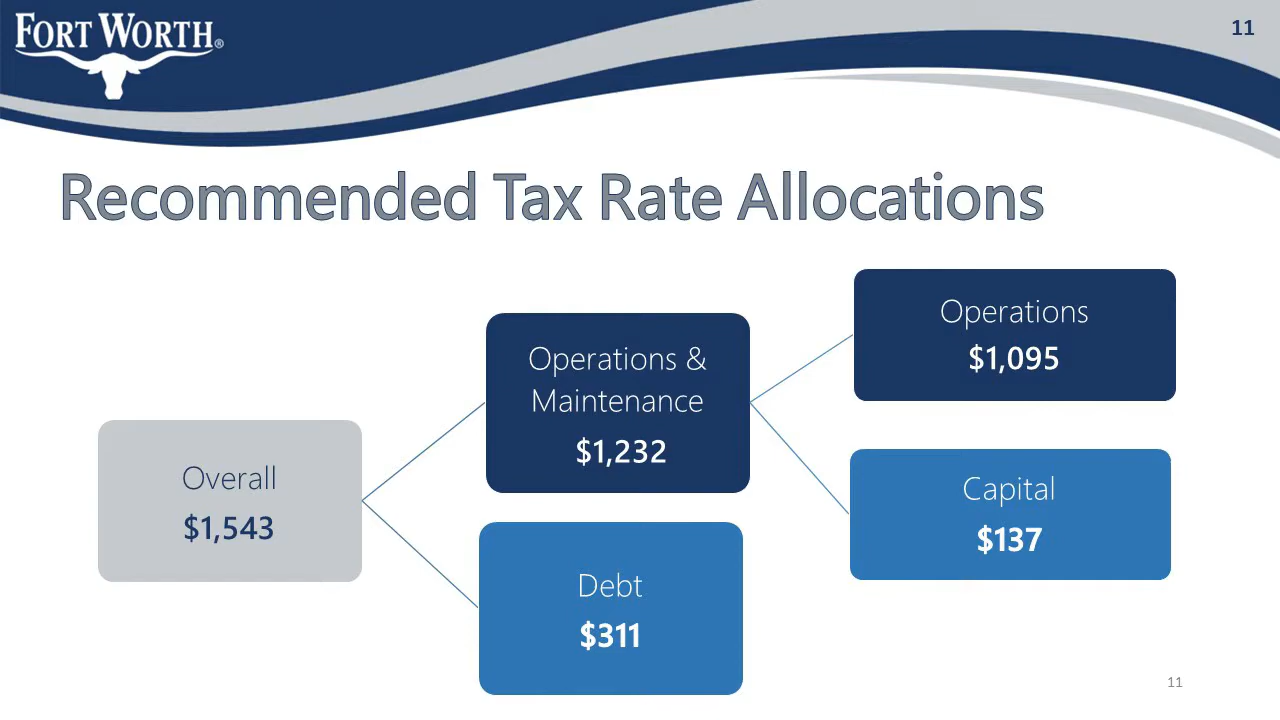 FORT WORTH®
11
Recommended Tax Rate Allocations
Overall
$1,543
Operations &
Maintenance
$1,232
Debt
$311
Operations
$1,095
Capital
$137
11